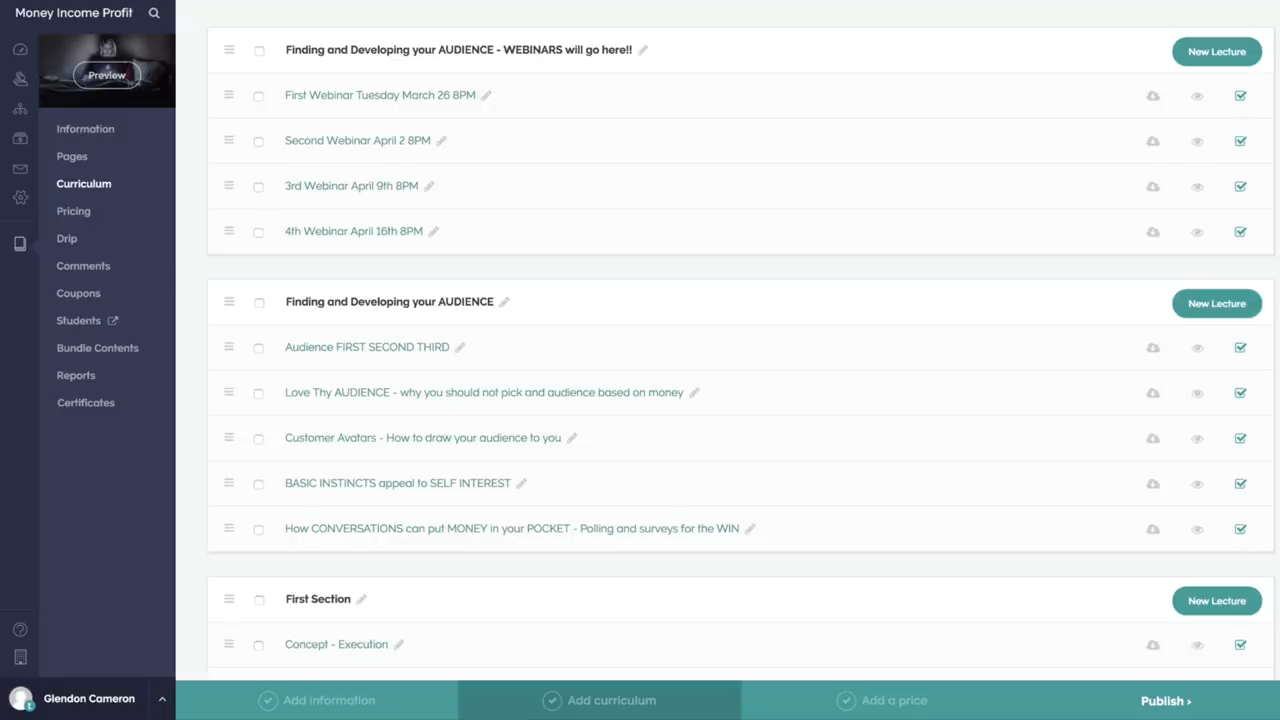 Money Income Profit
Preview
Information
Pages
Curriculum
Pricing
Drip
Comments
Coupons
Students
Bundle Contents
Reports
Certificates
Glendon Cameron
Finding and Developing your AUDIENCE - WEBINARS will go here!!
New Lecture
First Webinar Tuesday March 26 8PM
Second Webinar April 2 8PM
3rd Webinar April 9th 8PM
4th Webinar April 16th 8PM
Finding and Developing your AUDIENCE
New Lecture
Audience FIRST SECOND THIRD
Love Thy AUDIENCE - why you should not pick and audience based on money
Customer Avatars - How to draw your audience to you
BASIC INSTINCTS appeal to SELF INTEREST
How CONVERSATIONS can put MONEY in your POCKET - Polling and surveys for the WIN
First Section
New Lecture
Concept - Execution
Add information
Add curriculum
Add a price
Publish ›